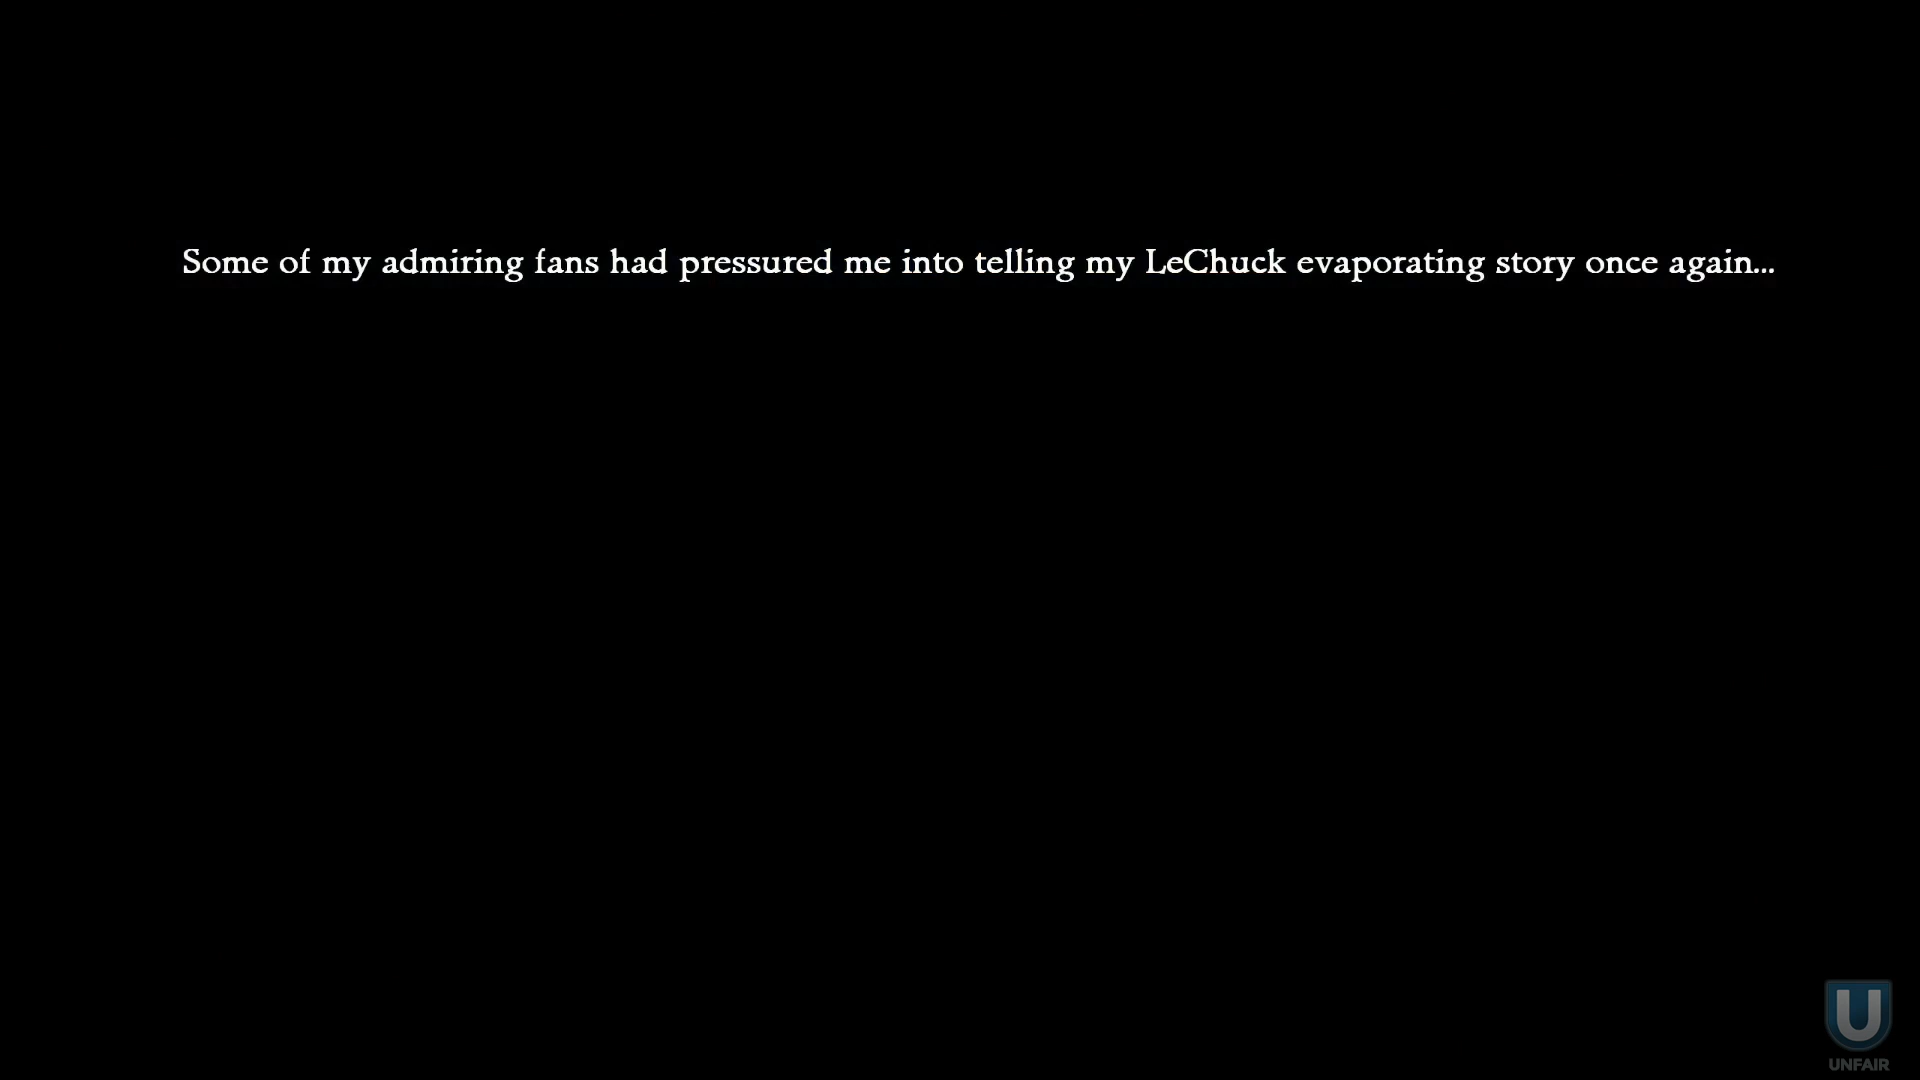 Some of my admiring fans had pressured me into telling my LeChuck evaporating story once again...
U
UNFAIR